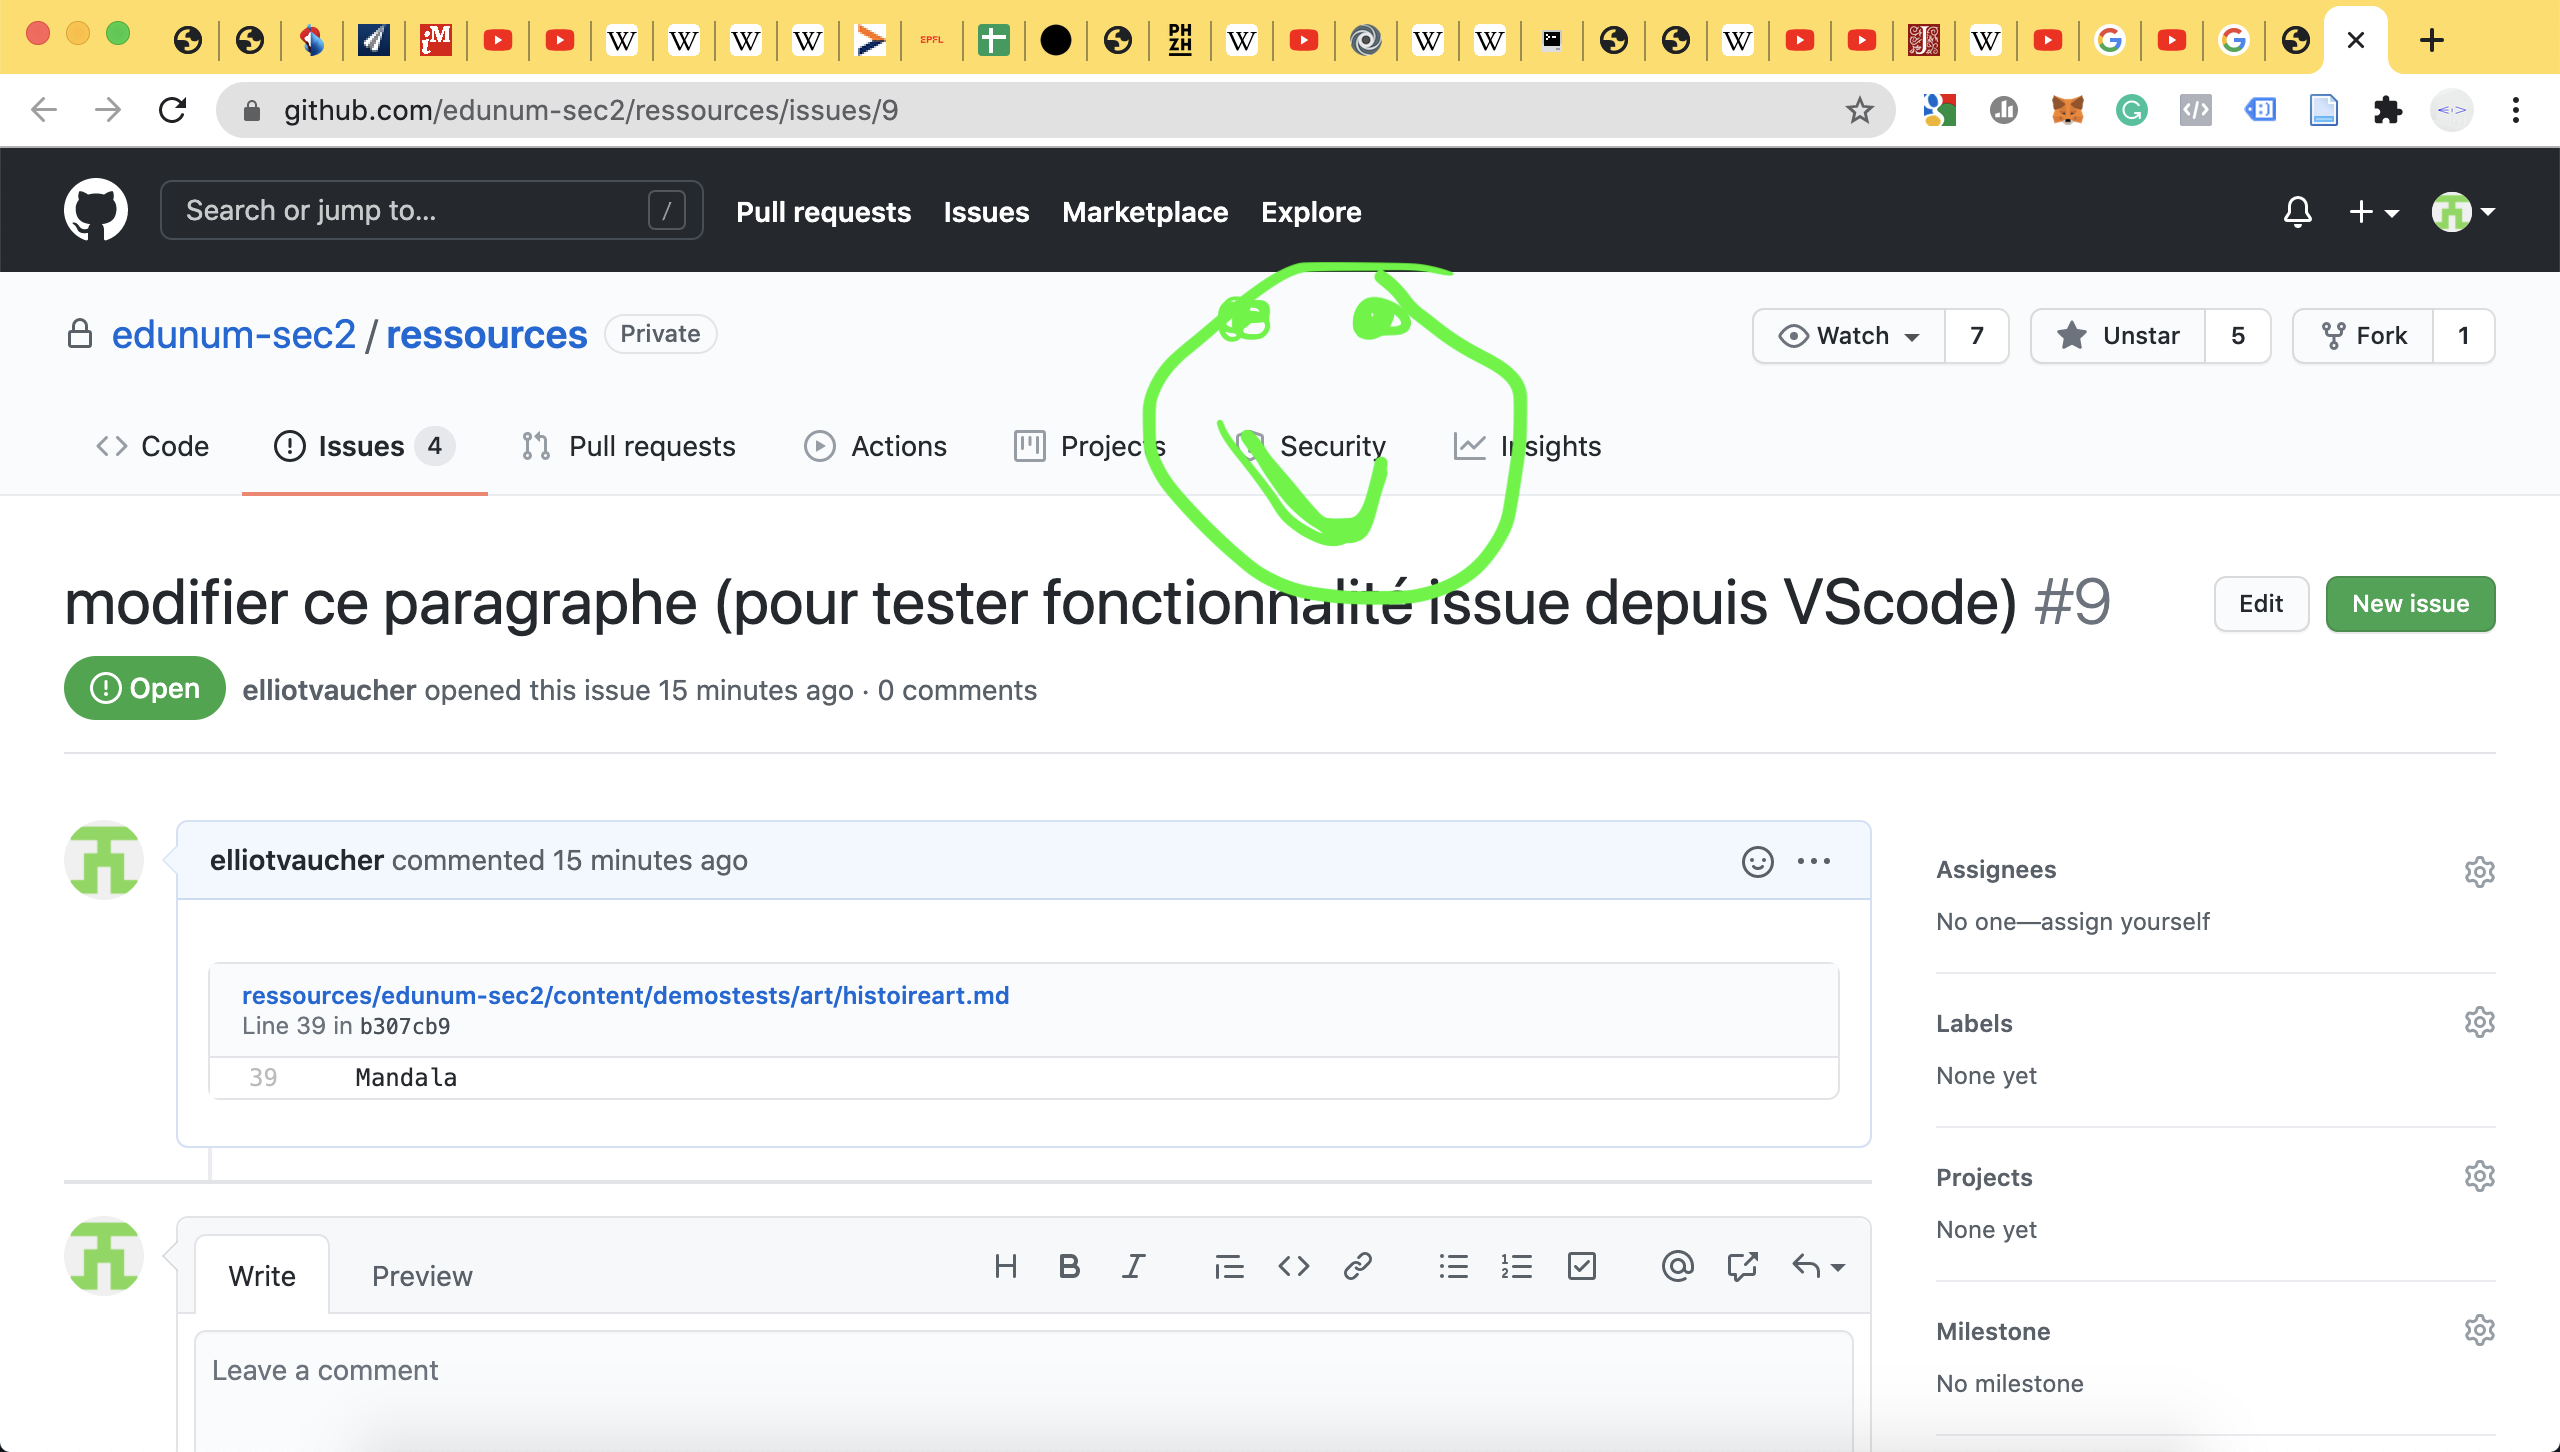 github.com/edunum-sec2/ressources/issues/9
Search or jump to... /
Pull requests Issues Marketplace Explore
edunum-sec2 / ressources Private
Watch 7 Unstar 5 Fork 1
Code Issues 4 Pull requests Actions Projects Security Insights
modifier ce paragraphe (pour tester fonctionnalité issue depuis VScode) #9
Edit New issue
Open elliotvaucher opened this issue 15 minutes ago · 0 comments
elliotvaucher commented 15 minutes ago
ressources/edunum-sec2/content/demostests/art/histoireart.md
Line 39 in b307cb9
39 Mandala
Assignees
No one—assign yourself
Labels
None yet
Projects
None yet
Milestone
No milestone
Write Preview
Leave a comment